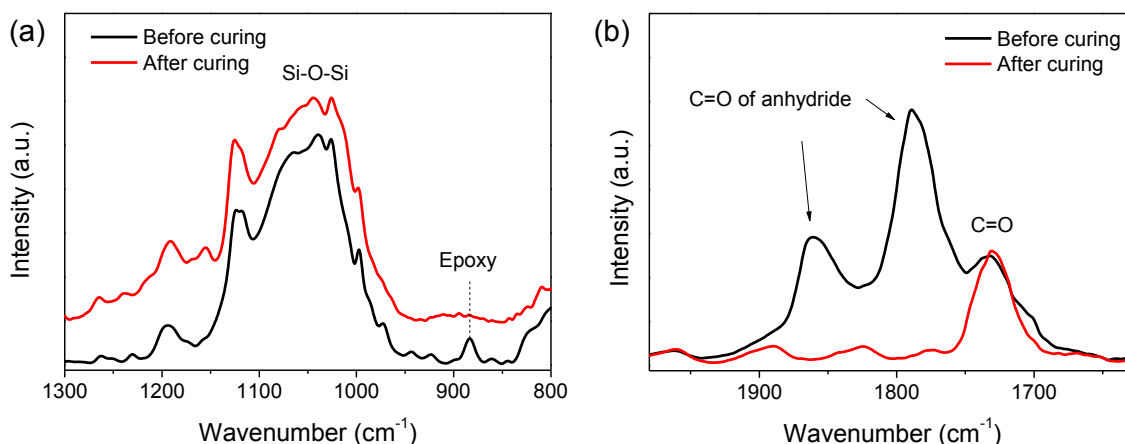 (a)
Before curing
After curing
Si-O-Si
Epoxy
Intensity (a.u.)
1300 1200 1100 1000 900 800
Wavenumber (cm-1)
(b)
Before curing
After curing
C=O of anhydride
C=O
Intensity (a.u.)
1900 1800 1700
Wavenumber (cm-1)